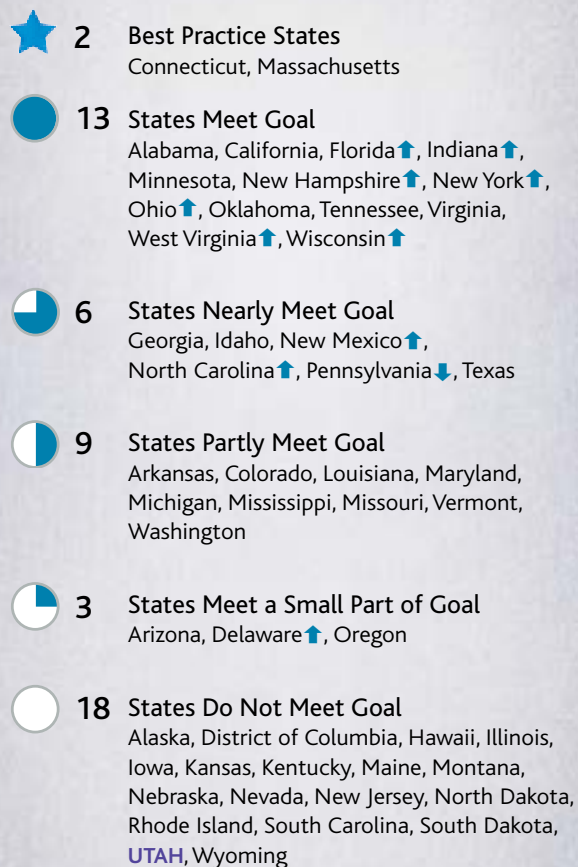 2 Best Practice States
Connecticut, Massachusetts
13 States Meet Goal
Alabama, California, Florida⬆, Indiana⬆,
Minnesota, New Hampshire⬆, New York⬆,
Ohio⬆, Oklahoma, Tennessee, Virginia,
West Virginia⬆, Wisconsin⬆
6 States Nearly Meet Goal
Georgia, Idaho, New Mexico⬆,
North Carolina⬆, Pennsylvania⬇, Texas
9 States Partly Meet Goal
Arkansas, Colorado, Louisiana, Maryland,
Michigan, Mississippi, Missouri, Vermont,
Washington
3 States Meet a Small Part of Goal
Arizona, Delaware⬆, Oregon
18 States Do Not Meet Goal
Alaska, District of Columbia, Hawaii, Illinois,
Iowa, Kansas, Kentucky, Maine, Montana,
Nebraska, Nevada, New Jersey, North Dakota,
Rhode Island, South Carolina, South Dakota,
UTAH, Wyoming